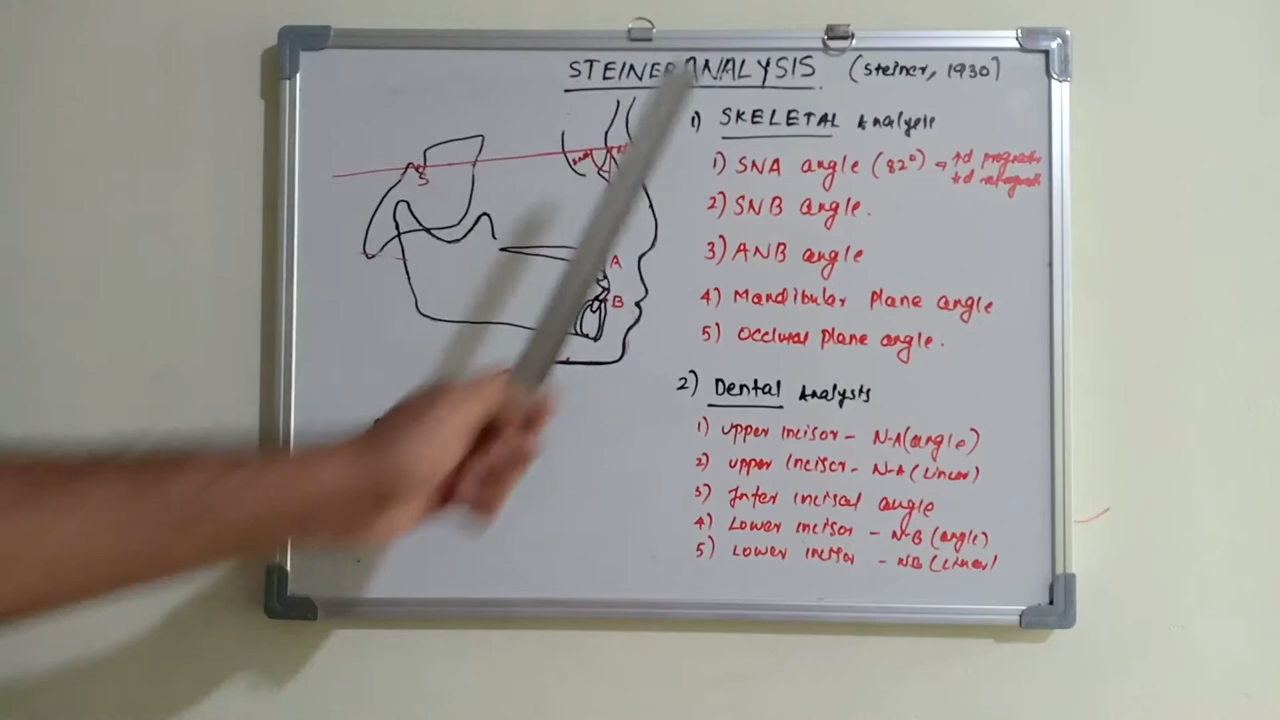 STEINER ANALYSIS (Steiner, 1930)
1) SKELETAL Analysis
S
1) SNA angle (82°)
2) SNB angle.
A
3) ANB angle
B
4) Mandibular plane angle
5) Occlusal plane angle.
2) Dental Analysis
1) Upper incisor - N-A (angle)
2) Upper incisor - N-A (Linear)
3) Inter incisal angle
4) Lower incisor - N-B (angle)
5) Lower incisor - NB (Linear)